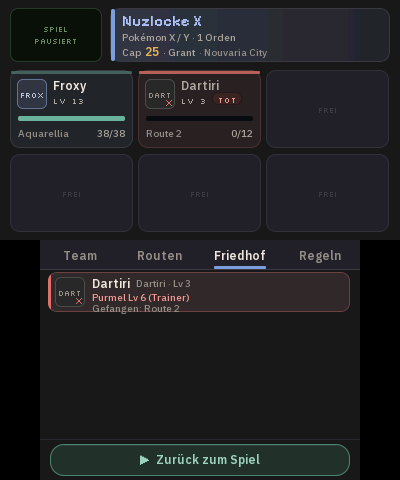 SPIEL
PAUSIERT
Nuzlocke X
Pokémon X/Y · 1 Orden
Cap 25 · Grant · Nouvaria City
FROX
Froxy
LV 13
Aquarellia 38/38
DART
Dartiri
LV 3 TOT
Route 2 0/12
FREI
FREI
FREI
FREI
Team Routen Friedhof Regeln
DART
Dartiri Dartiri · Lv 3
Purmel Lv 6 (Trainer)
Gefangen: Route 2
▶ Zurück zum Spiel